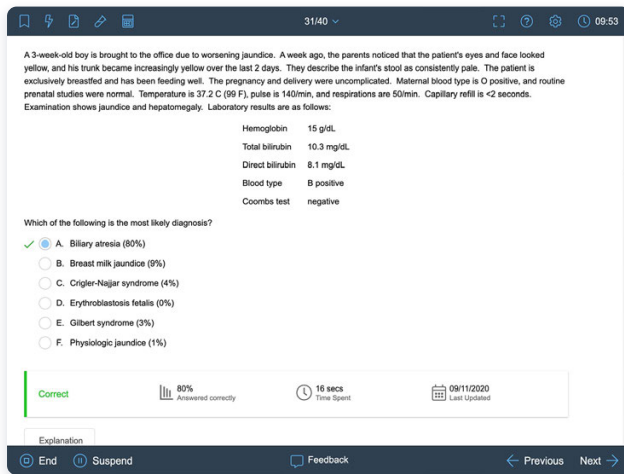 31/40
09:53
A 3-week-old boy is brought to the office due to worsening jaundice. A week ago, the parents noticed that the patient's eyes and face looked
yellow, and his trunk became increasingly yellow over the last 2 days. They describe the infant's stool as consistently pale. The patient is
exclusively breastfed and has been feeding well. The pregnancy and delivery were uncomplicated. Maternal blood type is O positive, and routine
prenatal studies were normal. Temperature is 37.2 C (99 F), pulse is 140/min, and respirations are 50/min. Capillary refill is <2 seconds.
Examination shows jaundice and hepatomegaly. Laboratory results are as follows:
Hemoglobin 15 g/dL
Total bilirubin 10.3 mg/dL
Direct bilirubin 8.1 mg/dL
Blood type B positive
Coombs test negative
Which of the following is the most likely diagnosis?
A. Biliary atresia (80%)
B. Breast milk jaundice (9%)
C. Crigler-Najjar syndrome (4%)
D. Erythroblastosis fetalis (0%)
E. Gilbert syndrome (3%)
F. Physiologic jaundice (1%)
Correct
80%
Answered correctly
16 secs
Time Spent
09/11/2020
Last Updated
Explanation
End Suspend Feedback Previous Next